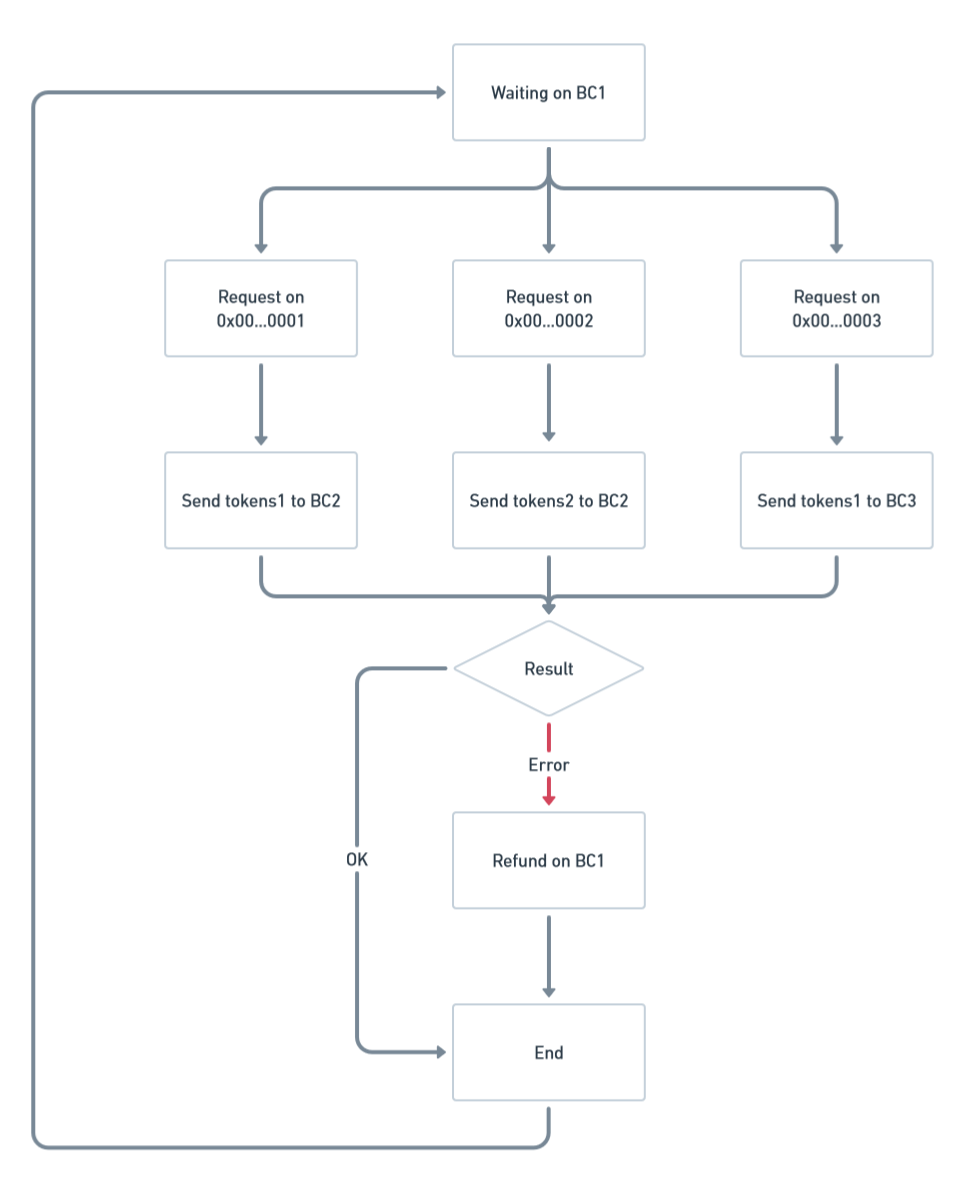 Waiting on BC1
Request on
0x00...0001
Request on
0x00...0002
Request on
0x00...0003
Send tokens1 to BC2
Send tokens2 to BC2
Send tokens1 to BC3
Result
Error
OK
Refund on BC1
End